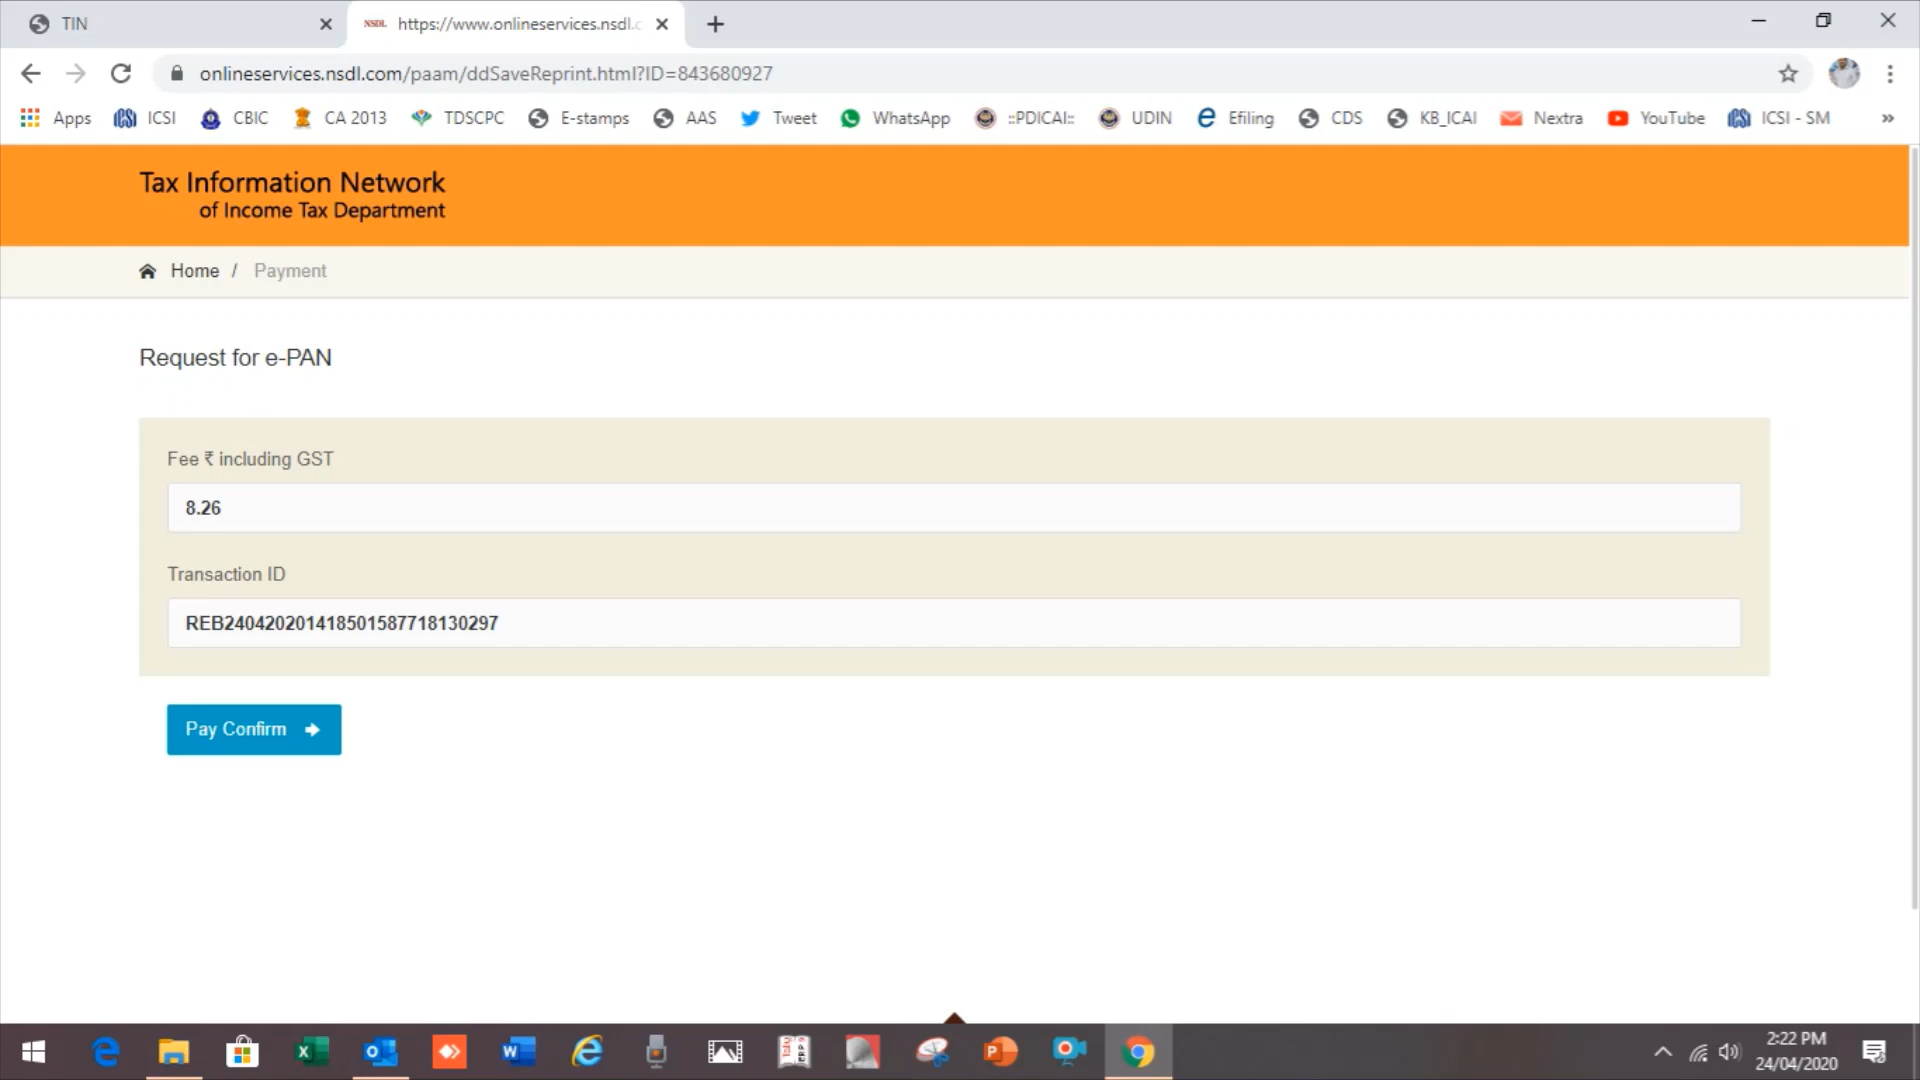 TIN
NSDL https://www.onlineservices.nsdl.c
onlineservices.nsdl.com/paam/ddSaveReprint.html?ID=843680927
Apps ICSI CBIC CA 2013 TDSCPC E-stamps AAS Tweet WhatsApp ::PDICAI:: UDIN Efiling CDS KB_ICAI Nextra YouTube ICSI - SM »
Tax Information Network
of Income Tax Department
Home / Payment
Request for e-PAN
Fee ₹ including GST
8.26
Transaction ID
REB24042020141850158771813​0297
Pay Confirm
2:22 PM
24/04/2020